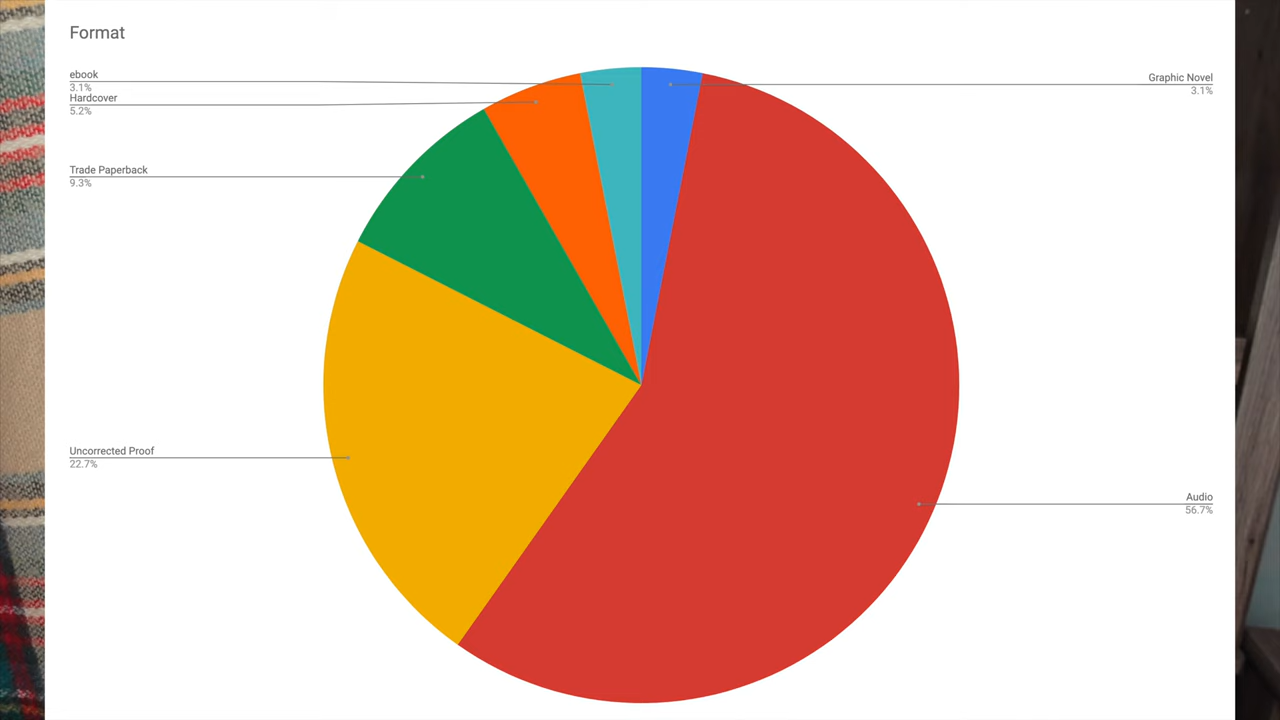 Format
ebook
3.1%
Hardcover
5.2%
Trade Paperback
9.3%
Uncorrected Proof
22.7%
Graphic Novel
3.1%
Audio
56.7%